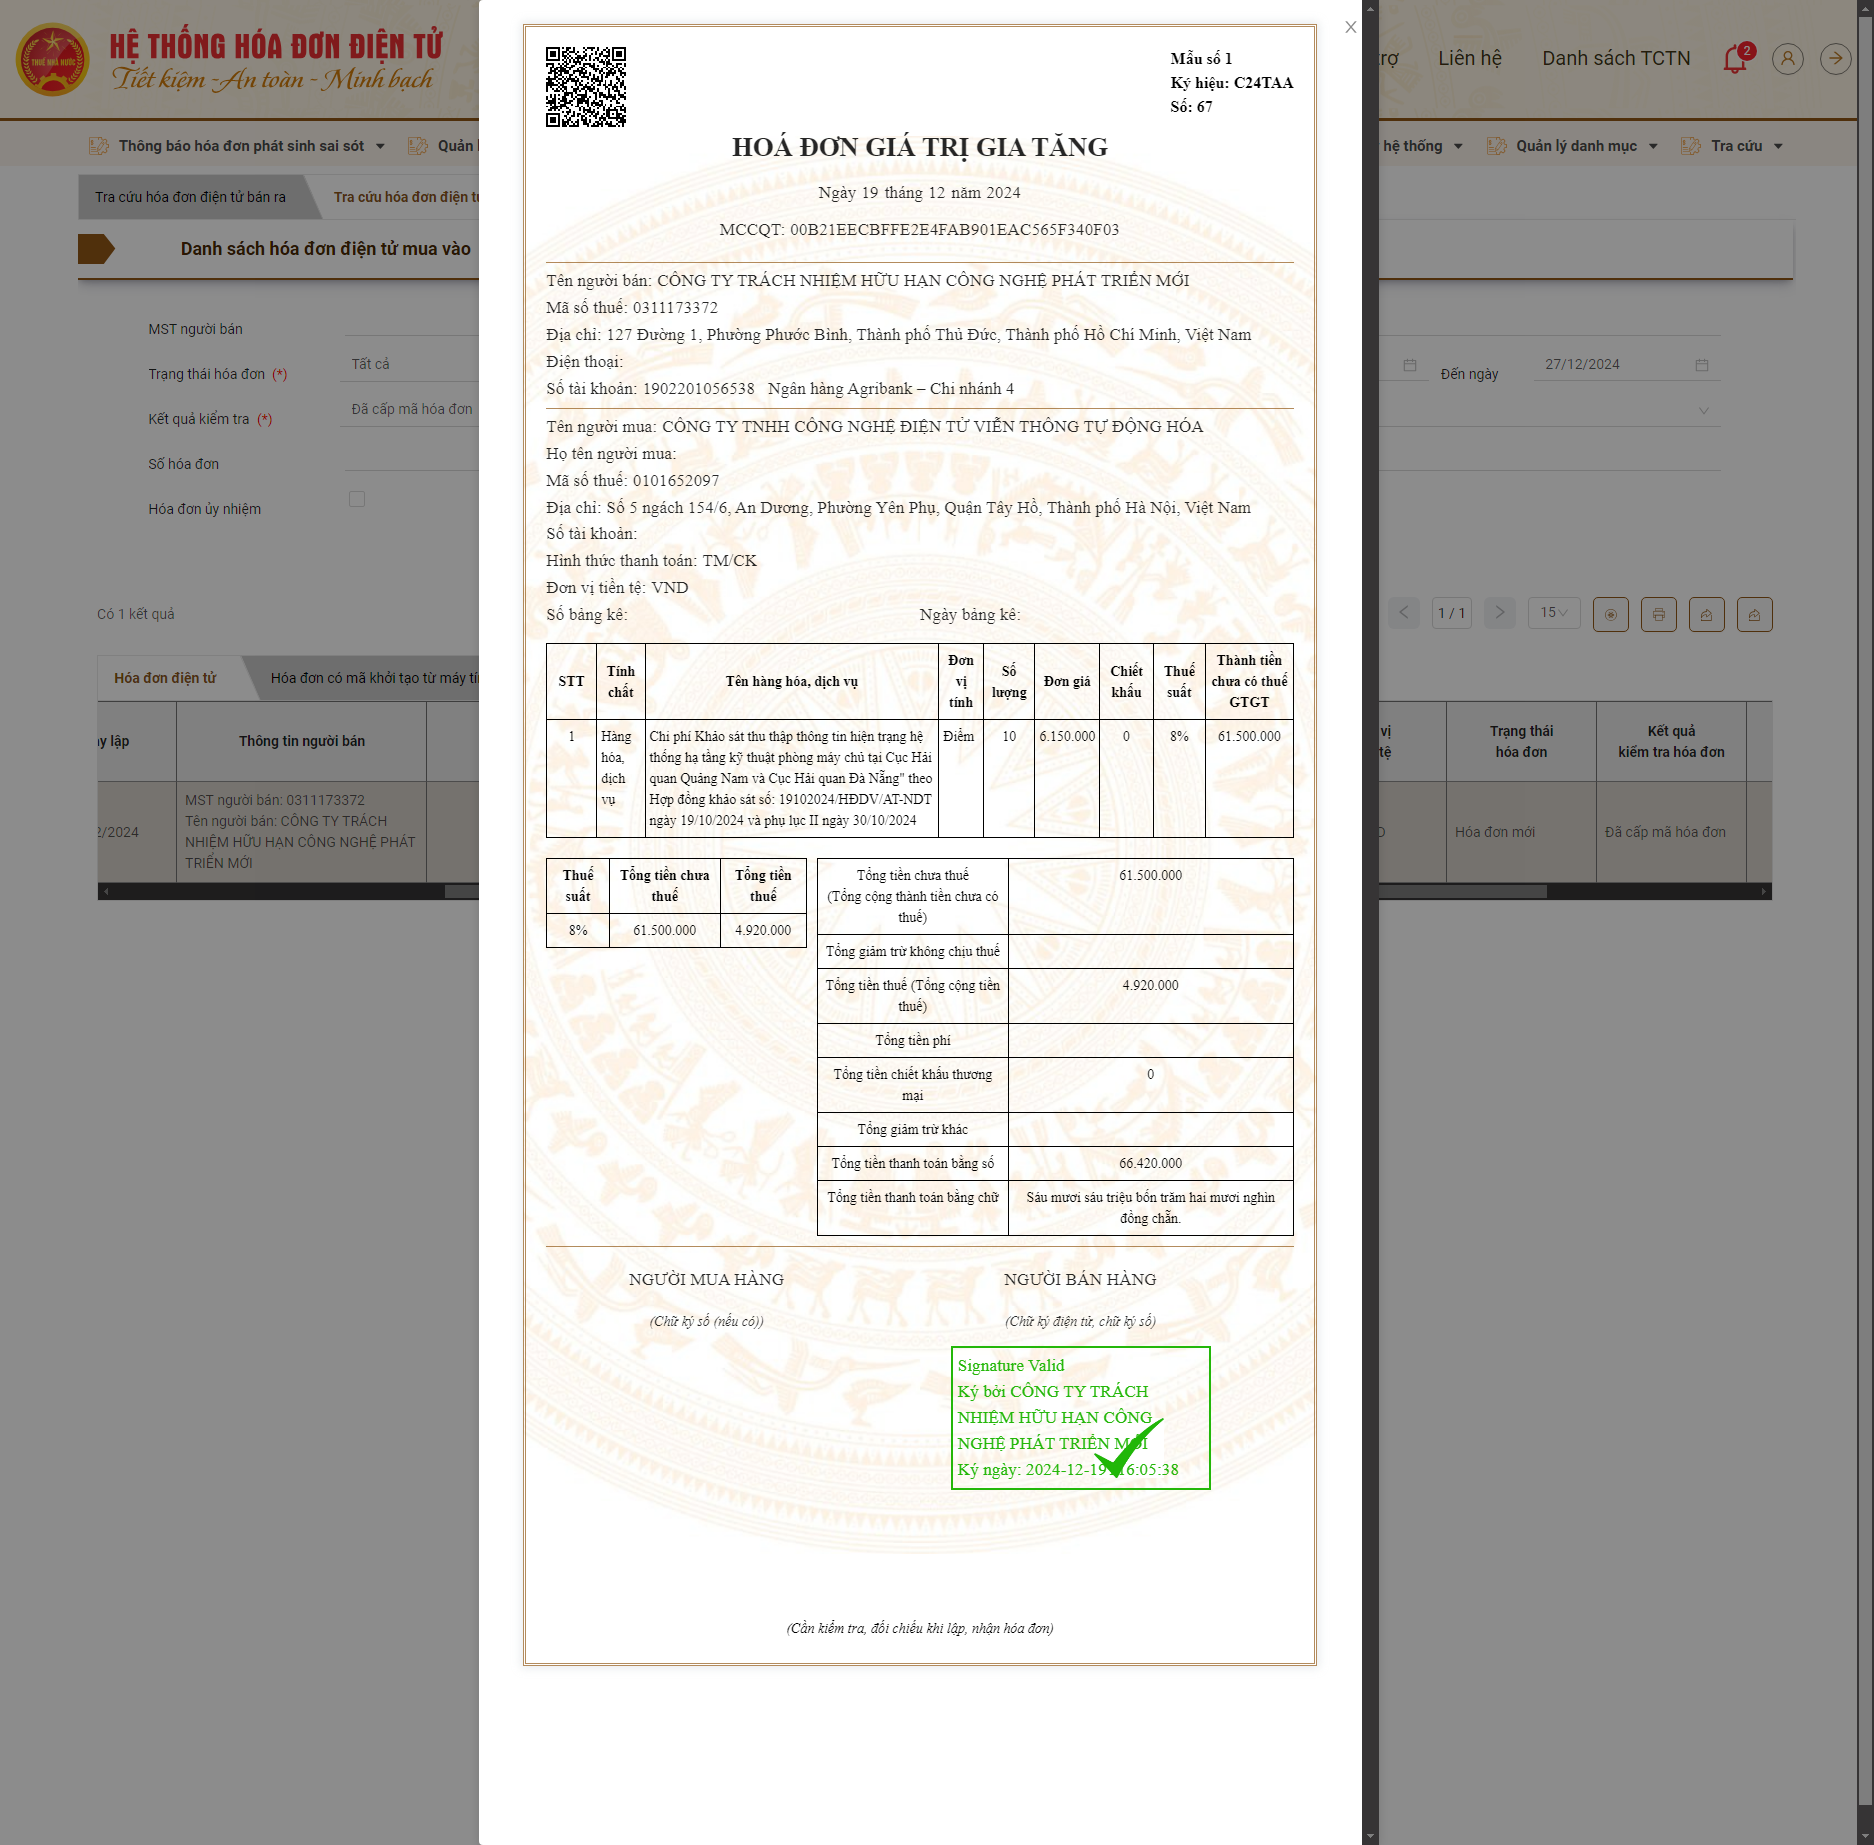 HỆ THỐNG HÓA ĐƠN ĐIỆN TỬ
Tiết kiệm - An toàn - Minh bạch
THUẾ NHÀ NƯỚC
Liên hệ
Danh sách TCTN
2
Thông báo hóa đơn phát sinh sai sót
Quản
hệ thống
Quản lý danh mục
Tra cứu
Tra cứu hóa đơn điện tử bán ra
Tra cứu hóa đơn điện tử
Danh sách hóa đơn điện tử mua vào
MST người bán
Trạng thái hóa đơn (*)
Tất cả
Đến ngày
27/12/2024
Kết quả kiểm tra (*)
Đã cấp mã hóa đơn
Số hóa đơn
Hóa đơn ủy nhiệm
Có 1 kết quả
1 / 1
15
Hóa đơn điện tử
Hóa đơn có mã khởi tạo từ máy
lập
Thông tin người bán
vị
tệ
Trạng thái
hóa đơn
Kết quả
kiểm tra hóa đơn
/2024
MST người bán: 0311173372
Tên người bán: CÔNG TY TRÁCH
NHIỆM HỮU HẠN CÔNG NGHỆ PHÁT
TRIỂN MỚI
Hóa đơn mới
Đã cấp mã hóa đơn
Mẫu số 1
Ký hiệu: C24TAA
Số: 67
HOÁ ĐƠN GIÁ TRỊ GIA TĂNG
Ngày 19 tháng 12 năm 2024
MCCQT: 00B21EECBFFE2E4FAB901EAC565F340F03
Tên người bán: CÔNG TY TRÁCH NHIỆM HỮU HẠN CÔNG NGHỆ PHÁT TRIỂN MỚI
Mã số thuế: 0311173372
Địa chỉ: 127 Đường 1, Phường Phước Bình, Thành phố Thủ Đức, Thành phố Hồ Chí Minh, Việt Nam
Điện thoại:
Số tài khoản: 1902201056538 Ngân hàng Agribank – Chi nhánh 4
Tên người mua: CÔNG TY TNHH CÔNG NGHỆ ĐIỆN TỬ VIỄN THÔNG TỰ ĐỘNG HÓA
Họ tên người mua:
Mã số thuế: 0101652097
Địa chỉ: Số 5 ngách 154/6, An Dương, Phường Yên Phụ, Quận Tây Hồ, Thành phố Hà Nội, Việt Nam
Số tài khoản:
Hình thức thanh toán: TM/CK
Đơn vị tiền tệ: VND
Số bảng kê: Ngày bảng kê:
STT
Tính
chất
Tên hàng hóa, dịch vụ
Đơn
vị
tính
Số
lượng
Đơn giá
Chiết
khấu
Thuế
suất
Thành tiền
chưa có thuế
GTGT
1
Hàng
hóa,
dịch
vụ
Chi phí Khảo sát thu thập thông tin hiện trạng hệ
thống hạ tầng kỹ thuật phòng máy chủ tại Cục Hải
quan Quảng Nam và Cục Hải quan Đà Nẵng" theo
Hợp đồng khảo sát số: 19102024/HĐDV/AT-NDT
ngày 19/10/2024 và phụ lục II ngày 30/10/2024
Điểm
10
6.150.000
0
8%
61.500.000
Thuế
suất
Tổng tiền chưa
thuế
Tổng tiền
thuế
8%
61.500.000
4.920.000
Tổng tiền chưa thuế
(Tổng cộng thành tiền chưa có
thuế)
61.500.000
Tổng giảm trừ không chịu thuế
Tổng tiền thuế (Tổng cộng tiền
thuế)
4.920.000
Tổng tiền phí
Tổng tiền chiết khấu thương
mại
0
Tổng giảm trừ khác
Tổng tiền thanh toán bằng số
66.420.000
Tổng tiền thanh toán bằng chữ
Sáu mươi sáu triệu bốn trăm hai mươi nghìn
đồng chẵn.
NGƯỜI MUA HÀNG
(Chữ ký số (nếu có))
NGƯỜI BÁN HÀNG
(Chữ ký điện tử, chữ ký số)
Signature Valid
Ký bởi CÔNG TY TRÁCH
NHIỆM HỮU HẠN CÔNG
NGHỆ PHÁT TRIỂN MỚI
Ký ngày: 2024-12-19T16:05:38
(Cần kiểm tra, đối chiếu khi lập, nhận hóa đơn)